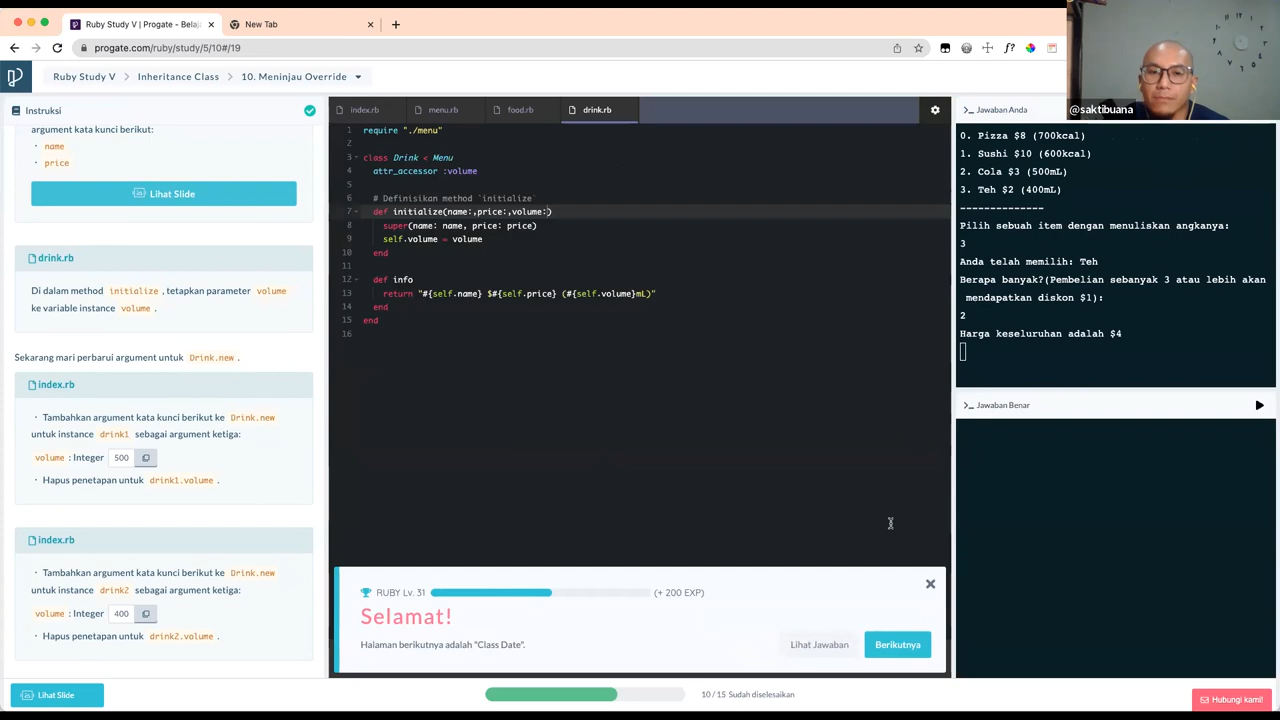 Ruby Study V | Progate - Belaja
New Tab
progate.com/ruby/study/5/10#/19
@saktibuana
Ruby Study V
Inheritance Class
10. Meninjau Override
Instruksi
argument kata kunci berikut:
name
price
Lihat Slide
drink.rb
Di dalam method initialize , tetapkan parameter volume
ke variable instance volume .
Sekarang mari perbarui argument untuk Drink.new .
index.rb
· Tambahkan argument kata kunci berikut ke Drink.new
untuk instance drink1 sebagai argument ketiga:
volume : Integer 500
· Hapus penetapan untuk drink1.volume .
index.rb
· Tambahkan argument kata kunci berikut ke Drink.new
untuk instance drink2 sebagai argument ketiga:
volume : Integer 400
· Hapus penetapan untuk drink2.volume .
Lihat Slide
index.rb
menu.rb
food.rb
drink.rb
1 require "./menu"
2
3 class Drink < Menu
4 attr_accessor :volume
5
6 # Definisikan method `initialize`
7 def initialize(name:,price:,volume:)
8 super(name: name, price: price)
9 self.volume = volume
10 end
11
12 def info
13 return "#{self.name} $#{self.price} (#{self.volume}mL)"
14 end
15 end
16
RUBY Lv. 31
(+ 200 EXP)
Selamat!
Halaman berikutnya adalah "Class Date".
Lihat Jawaban
Berikutnya
10 / 15 Sudah diselesaikan
Jawaban Anda
0. Pizza $8 (700kcal)
1. Sushi $10 (600kcal)
2. Cola $3 (500mL)
3. Teh $2 (400mL)
--------------
Pilih sebuah item dengan menuliskan angkanya:
3
Anda telah memilih: Teh
Berapa banyak?(Pembelian sebanyak 3 atau lebih akan
mendapatkan diskon $1):
2
Harga keseluruhan adalah $4
Jawaban Benar
Hubungi kami!